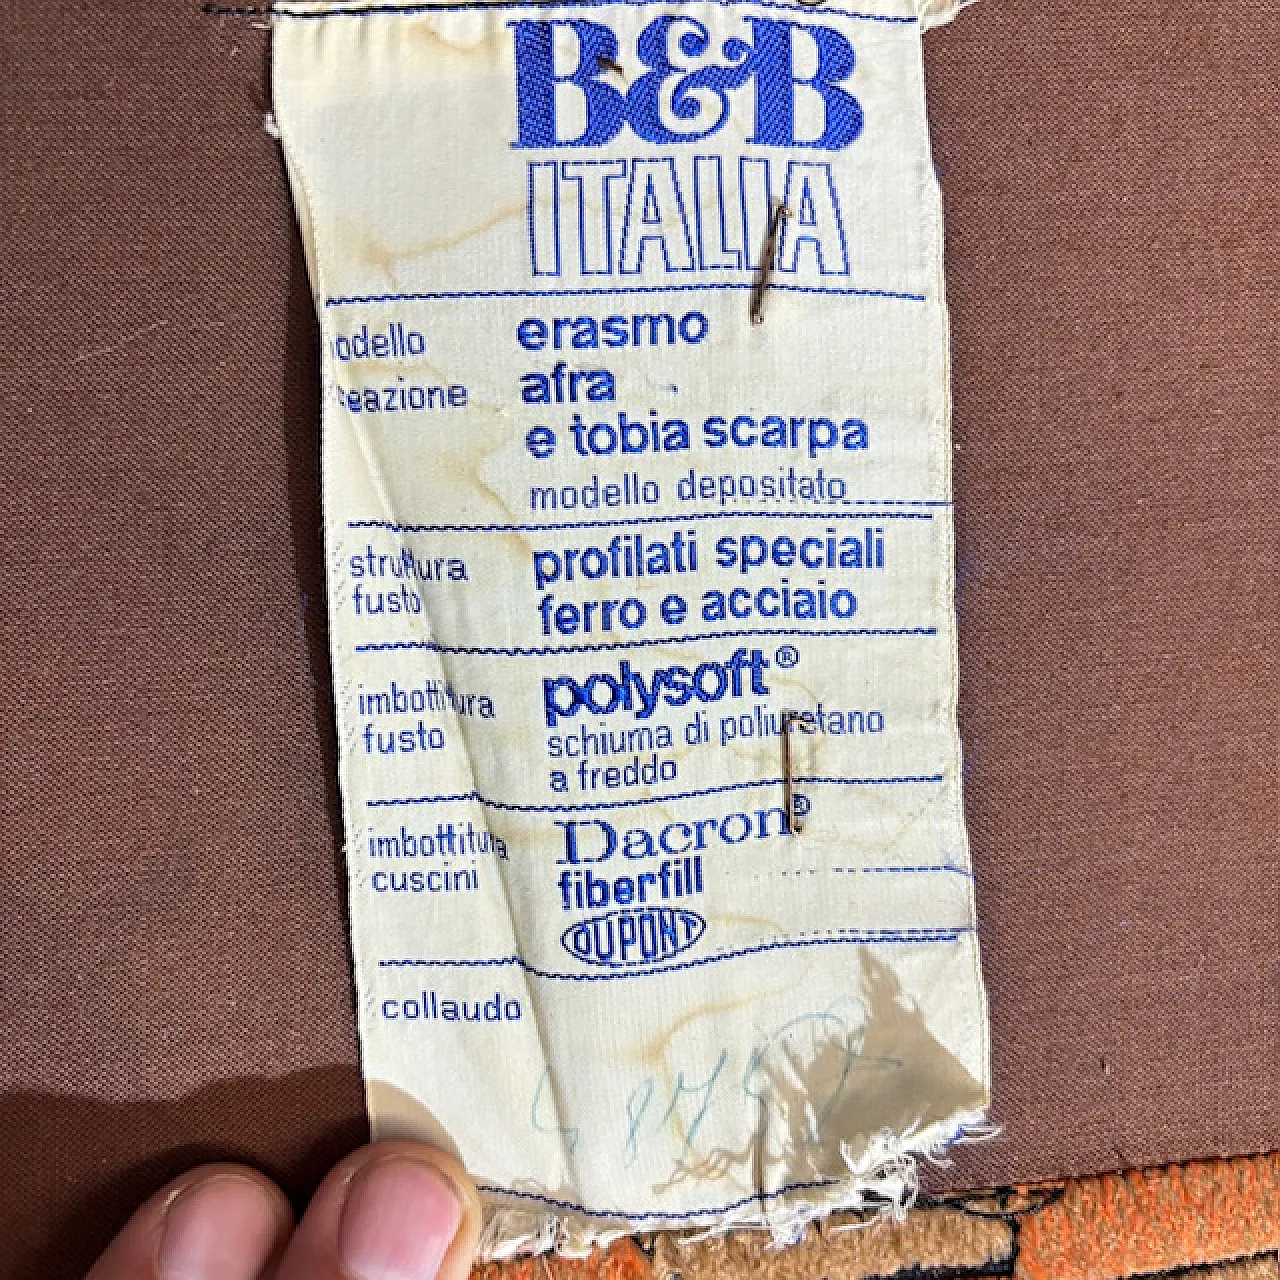 B&B
ITALIA
odello erasmo
eazione afra
e tobia scarpa
modello depositato
struttura profilati speciali
fusto ferro e acciaio
imbottitura polysoft®
fusto schiuma di poliuretano
a freddo
imbottitura Dacron®
cuscini fiberfill
DUPONT
collaudo